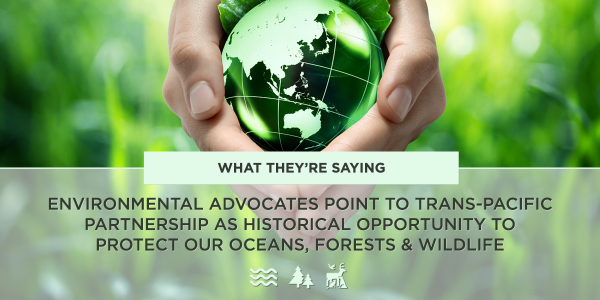 WHAT THEY'RE SAYING
ENVIRONMENTAL ADVOCATES POINT TO TRANS-PACIFIC
PARTNERSHIP AS HISTORICAL OPPORTUNITY TO
PROTECT OUR OCEANS, FORESTS & WILDLIFE